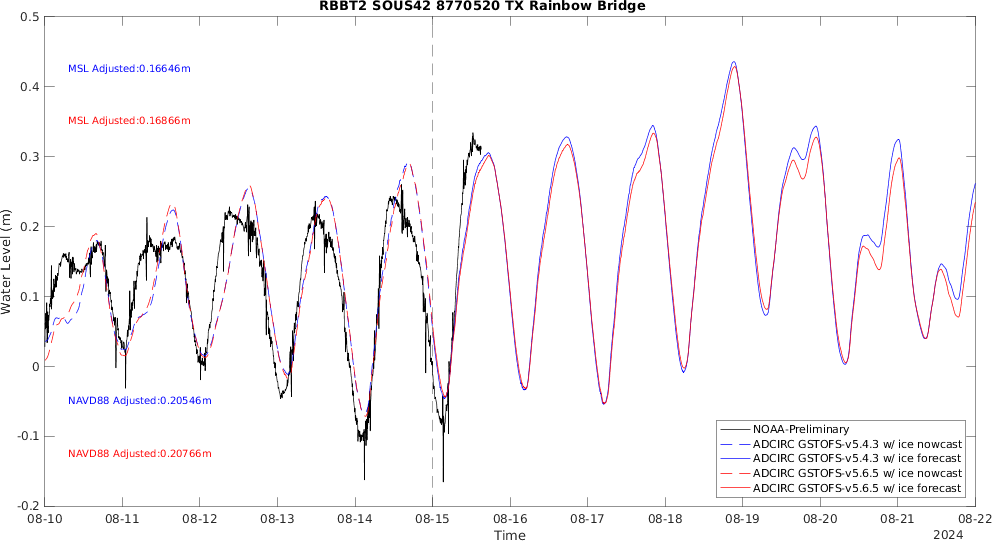 RBBT2 SOUS42 8770520 TX Rainbow Bridge
0.5
0.4
0.3
0.2
0.1
0
-0.1
-0.2
Water Level (m)
MSL Adjusted:0.16646m
MSL Adjusted:0.16866m
NAVD88 Adjusted:0.20546m
NAVD88 Adjusted:0.20766m
NOAA-Preliminary
ADCIRC GSTOFS-v5.4.3 w/ ice nowcast
ADCIRC GSTOFS-v5.4.3 w/ ice forecast
ADCIRC GSTOFS-v5.6.5 w/ ice nowcast
ADCIRC GSTOFS-v5.6.5 w/ ice forecast
08-10 08-11 08-12 08-13 08-14 08-15 08-16 08-17 08-18 08-19 08-20 08-21 08-22
Time
2024